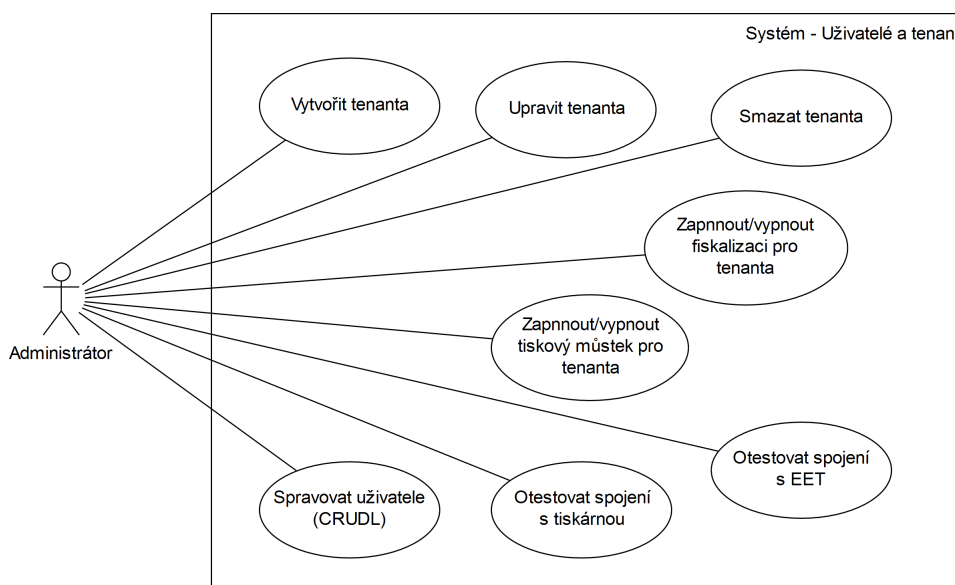 Systém - Uživatelé a tenan
Vytvořit tenanta
Upravit tenanta
Smazat tenanta
Zapnnout/vypnout
fiskalizaci pro
tenanta
Administrátor
Zapnnout/vypnout
tiskový můstek pro
tenanta
Otestovat spojení
s EET
Spravovat uživatele
(CRUDL)
Otestovat spojení
s tiskárnou